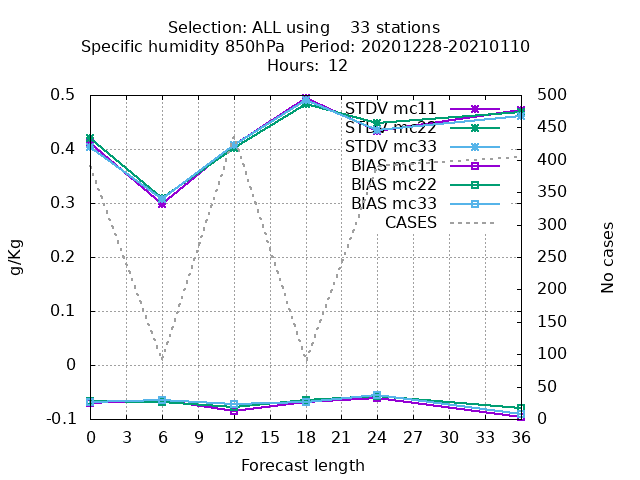 Selection: ALL using 33 stations
Specific humidity 850hPa Period: 20201228-20210110
Hours: 12
0.5
0.4
0.3
0.2
0.1
0
-0.1
g/Kg
STDV mc11
STDV mc22
STDV mc33
BIAS mc11
BIAS mc22
BIAS mc33
CASES
500
450
400
350
300
250
200
150
100
50
0
No cases
0 3 6 9 12 15 18 21 24 27 30 33 36
Forecast length